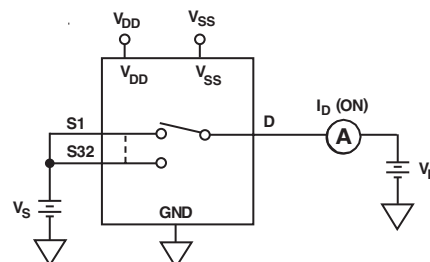 VDD VSS
VDD VSS
ID (ON)
S1 D A
S32
VS
GND